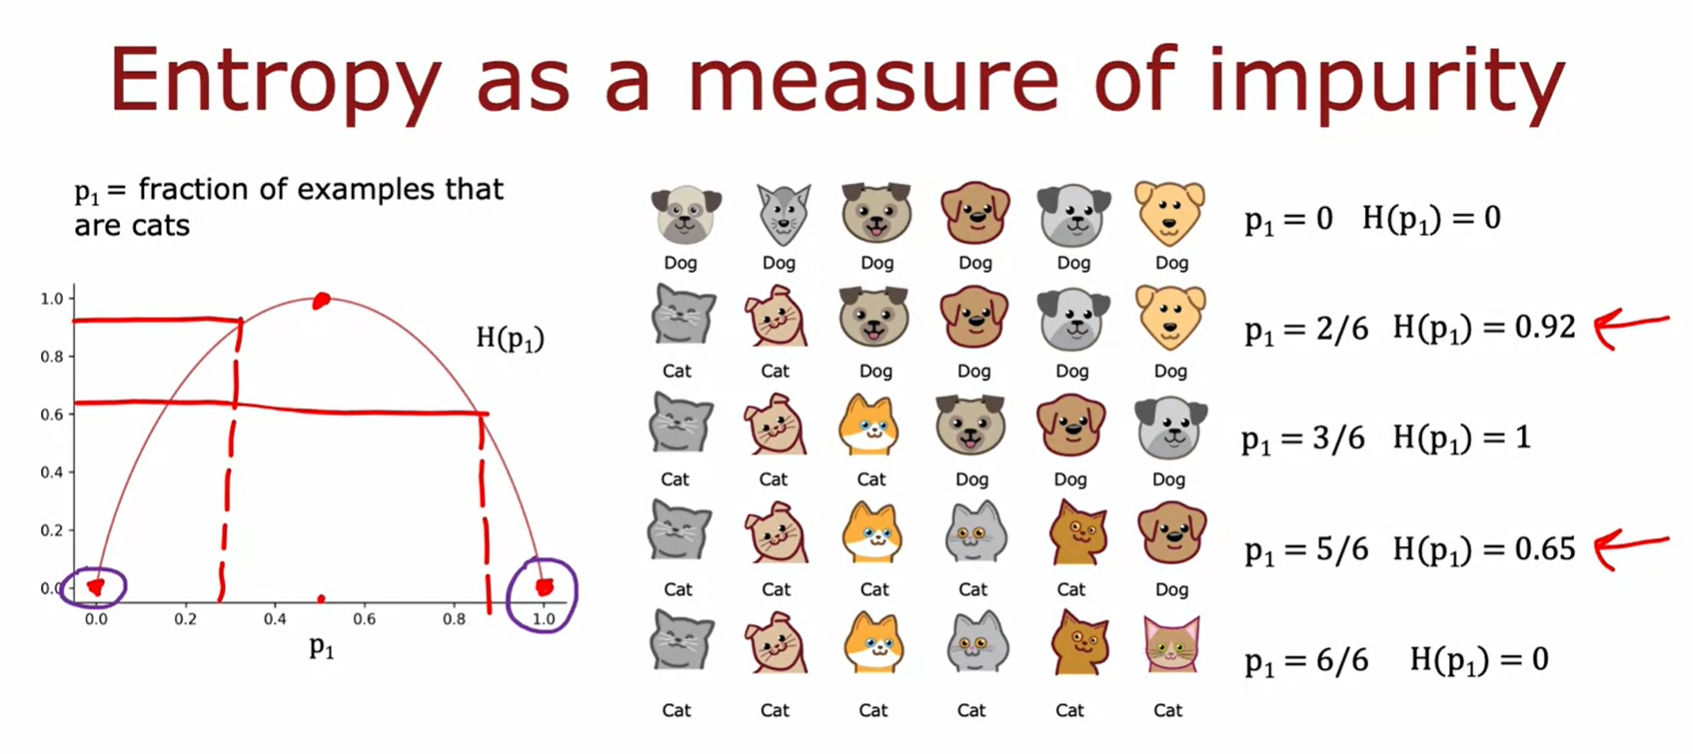 Entropy as a measure of impurity
p₁ = fraction of examples that
are cats
1.0
0.8
0.6
0.4
0.2
0.0
0.0 0.2 0.4 0.6 0.8 1.0
p₁
H(p₁)
Dog Dog Dog Dog Dog Dog
p₁ = 0 H(p₁) = 0
Cat Cat Dog Dog Dog Dog
p₁ = 2/6 H(p₁) = 0.92
Cat Cat Cat Dog Dog Dog
p₁ = 3/6 H(p₁) = 1
Cat Cat Cat Cat Cat Dog
p₁ = 5/6 H(p₁) = 0.65
Cat Cat Cat Cat Cat Cat
p₁ = 6/6 H(p₁) = 0